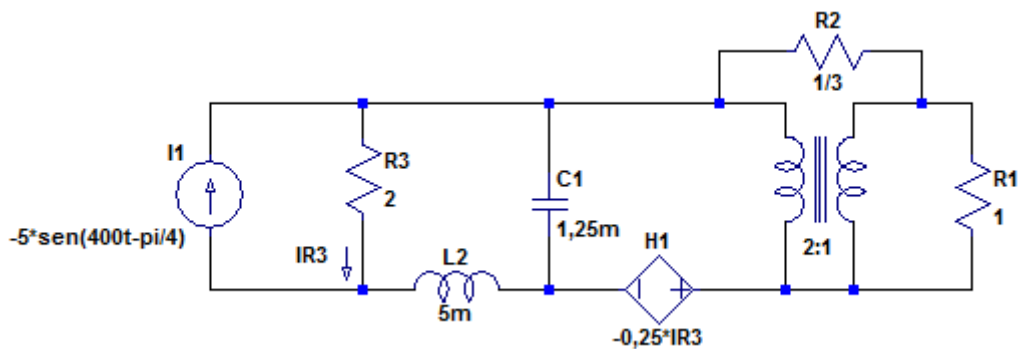 R2
1/3
I1
R3
2
C1
1,25m
R1
1
-5*sen(400t-pi/4)
IR3
L2
5m
H1
2:1
-0,25*IR3